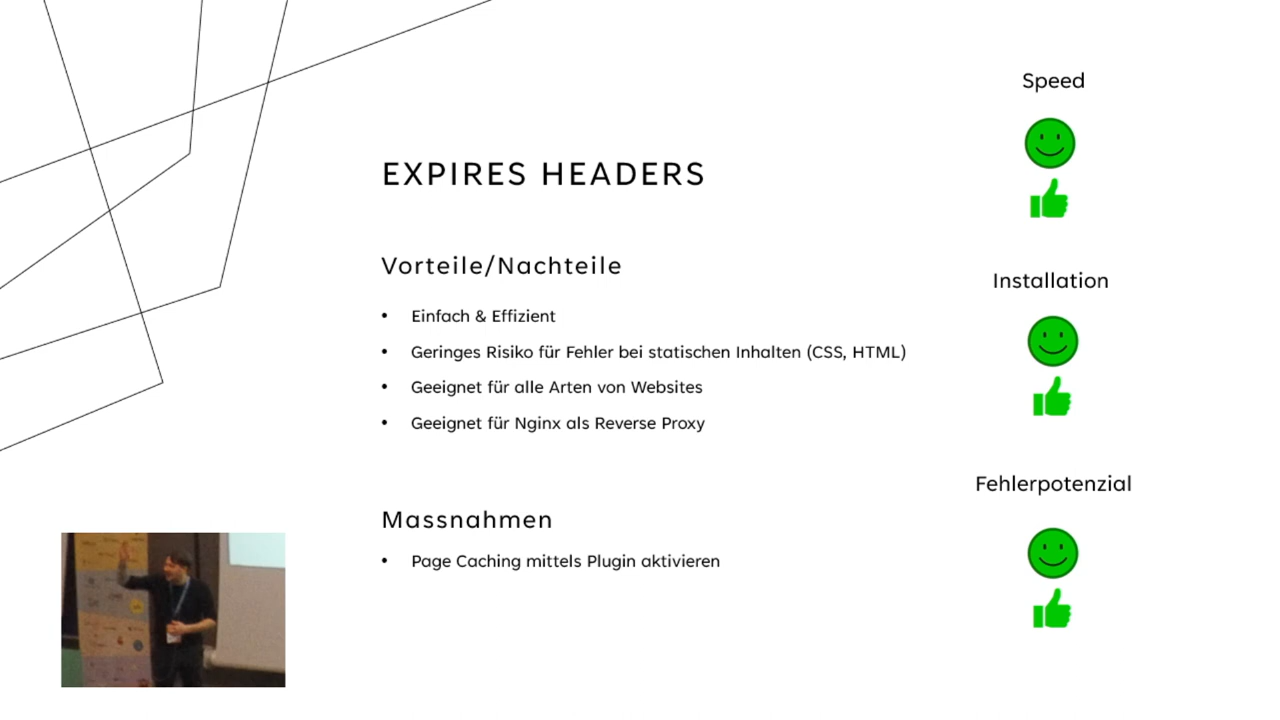 EXPIRES HEADERS
Vorteile/Nachteile
• Einfach & Effizient
• Geringes Risiko für Fehler bei statischen Inhalten (CSS, HTML)
• Geeignet für alle Arten von Websites
• Geeignet für Nginx als Reverse Proxy
Massnahmen
• Page Caching mittels Plugin aktivieren
Speed
Installation
Fehlerpotenzial